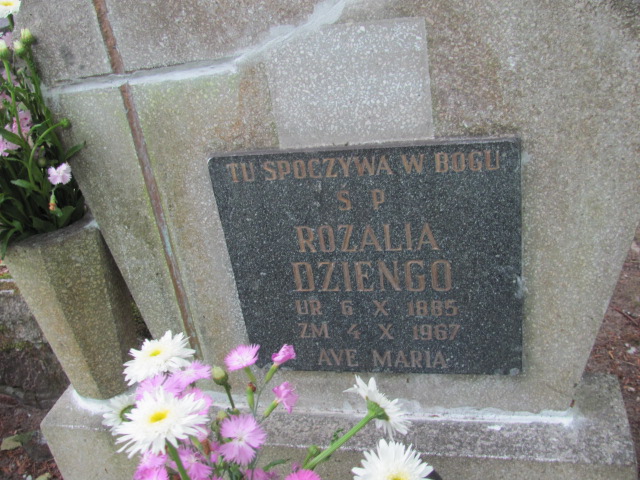 TU SPOCZYWA W BOGU
S P
ROZALIA
DZIENGO
UR 6 X 1885
ZM 4 X 1967
AVE MARIA